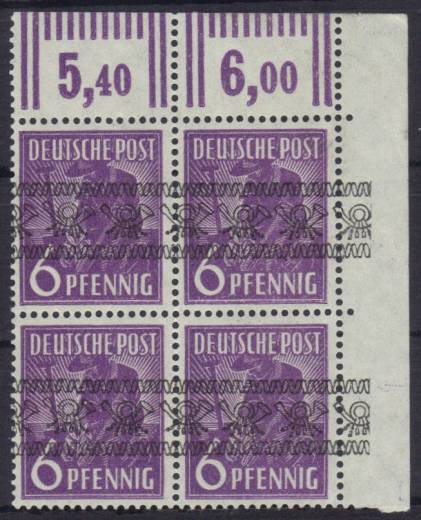 5,40 6,00
DEUTSCHE POST DEUTSCHE POST
6 PFENNIG 6 PFENNIG
DEUTSCHE POST DEUTSCHE POST
6 PFENNIG 6 PFENNIG